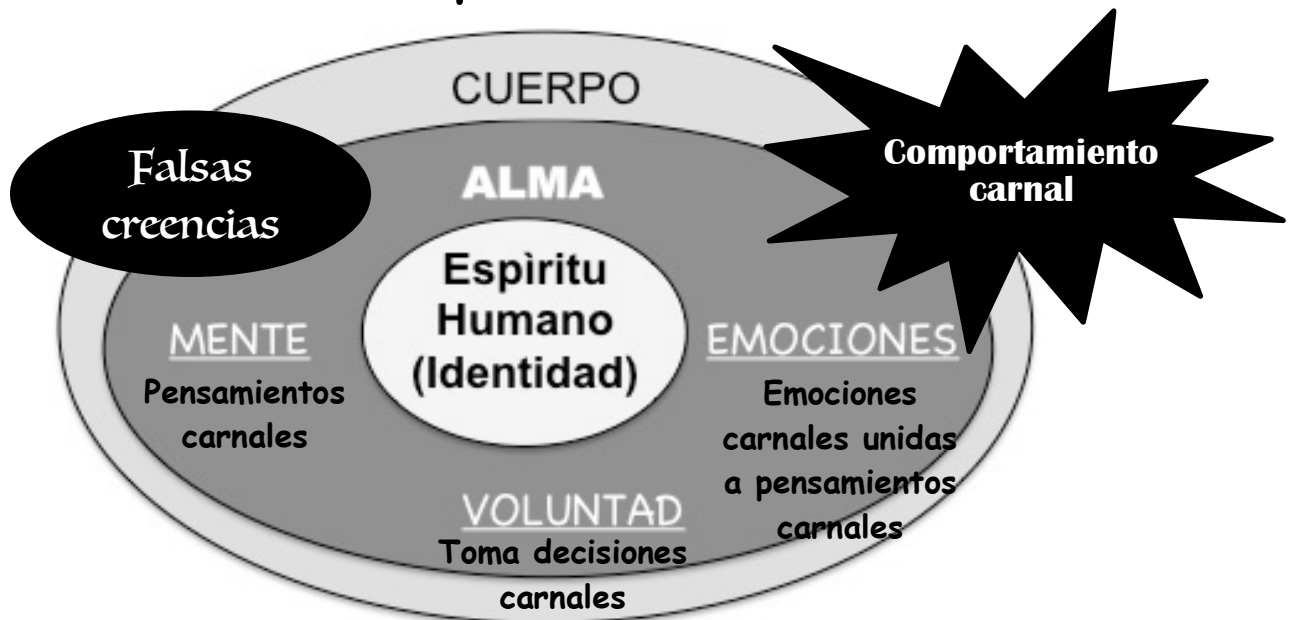 CUERPO
Falsas
creencias
Comportamiento
carnal
ALMA
Espìritu
Humano
(Identidad)
MENTE
Pensamientos
carnales
EMOCIONES
Emociones
carnales unidas
a pensamientos
carnales
VOLUNTAD
Toma decisiones
carnales